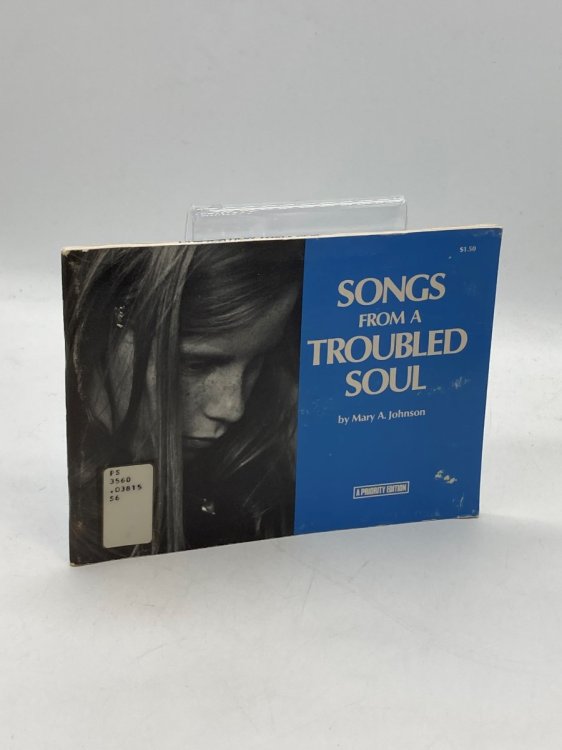 $1.50
SONGS
FROM A
TROUBLED
SOUL
by Mary A. Johnson
A PRIORITY EDITION
PS
3560
.O3815
S6